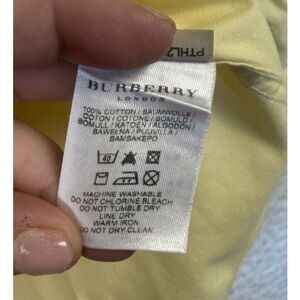 PTHL2
BURBERRY
LONDON
100% COTTON / BAUMWOLLE /
COTON / COTONE / BOMULD /
BOMULL / KATOEN / ALGODON /
BAWEŁNA / PUUVILLA /
ΒΑΜΒΑΚΕΡΟ
40
MACHINE WASHABLE
DO NOT CHLORINE BLEACH
DO NOT TUMBLE DRY
LINE DRY
WARM IRON
DO NOT DRY CLEAN